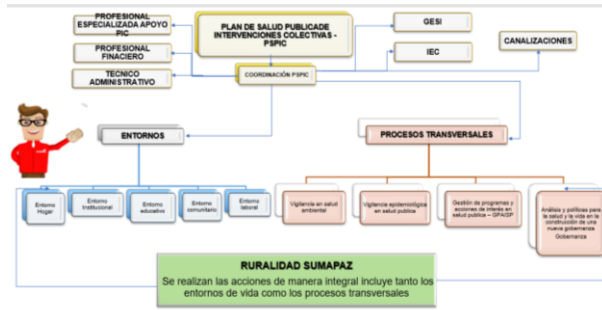 PROFESIONAL
ESPECIALIZADA APOYO
PIC
PROFESIONAL
FINACIERO
TECNICO
ADMINISTRATIVO
PLAN DE SALUD PUBLICADE
INTERVENCIONES COLECTIVAS -
PSPIC
COORDINACIÓN PSPIC
GESI
IEC
CANALIZACIONES
ENTORNOS
PROCESOS TRANSVERSALES
Entorno
Hogar
Entorno
Institucional
Entorno
educativo
Entorno
comunitario
Entorno
laboral
Vigilancia en salud
ambiental
Vigilancia epidemiológica
en salud publica
Gestión de programas y
acciones de interés en
salud publica – GPAISP
Análisis y políticas para
la salud y la vida en la
construcción de una
nueva gobernanza
Gobernanza
RURALIDAD SUMAPAZ
Se realizan las acciones de manera integral incluye tanto los
entornos de vida como los procesos transversales